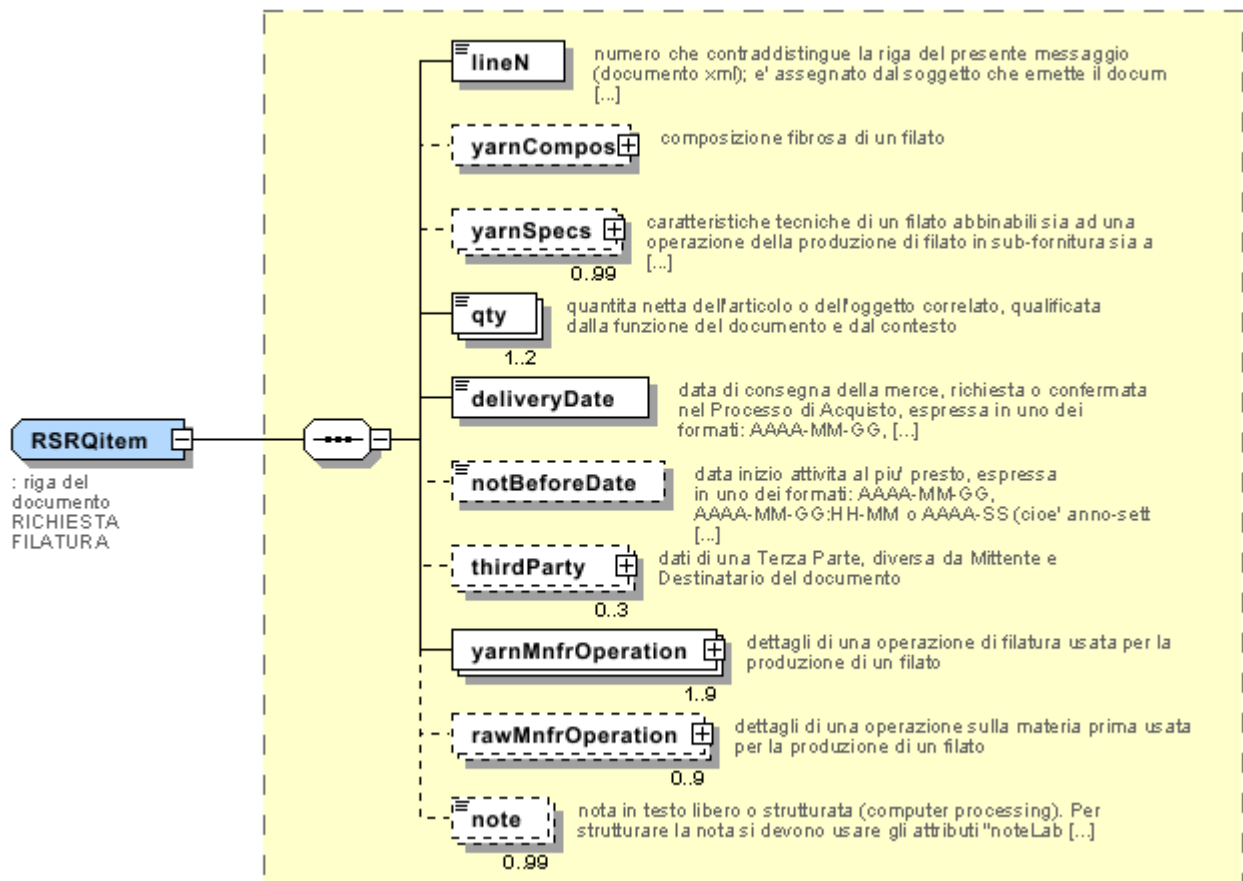 lineN
numero che contraddistingue la riga del presente messaggio
(documento xml); e' assegnato dal soggetto che emette il docum
[...]
yarnCompos
composizione fibrosa di un filato
yarnSpecs
caratteristiche tecniche di un filato abbinabili sia ad una
operazione della produzione di filato in sub-fornitura sia a
[...]
0..99
qty
quantita netta dell'articolo o dell'oggetto correlato, qualificata
dalla funzione del documento e dal contesto
1..2
deliveryDate
data di consegna della merce, richiesta o confermata
nel Processo di Acquisto, espressa in uno dei
formati: AAAA-MM-GG, [...]
RSRQitem
: riga del
documento
RICHIESTA
FILATURA
notBeforeDate
data inizio attivita al piu' presto, espressa
in uno dei formati: AAAA-MM-GG,
AAAA-MM-GG:HH-MM o AAAA-SS (cioe' anno-sett
[...]
thirdParty
dati di una Terza Parte, diversa da Mittente e
Destinatario del documento
0..3
yarnMnfrOperation
dettagli di una operazione di filatura usata per la
produzione di un filato
1..9
rawMnfrOperation
dettagli di una operazione sulla materia prima usata
per la produzione di un filato
0..9
note
nota in testo libero o strutturata (computer processing). Per
strutturare la nota si devono usare gli attributi "noteLab [...]
0..99